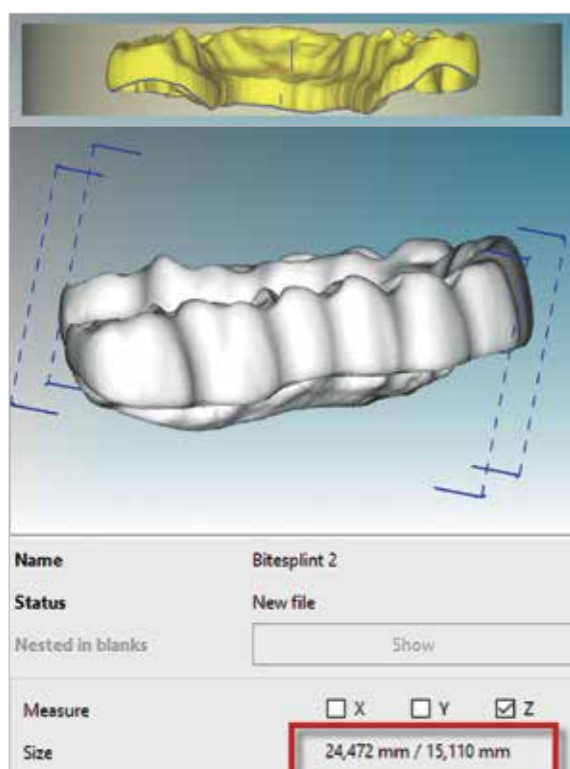 Name Bitesplint 2
Status New file
Nested in blanks Show
Measure X Y Z
Size 24,472 mm / 15,110 mm